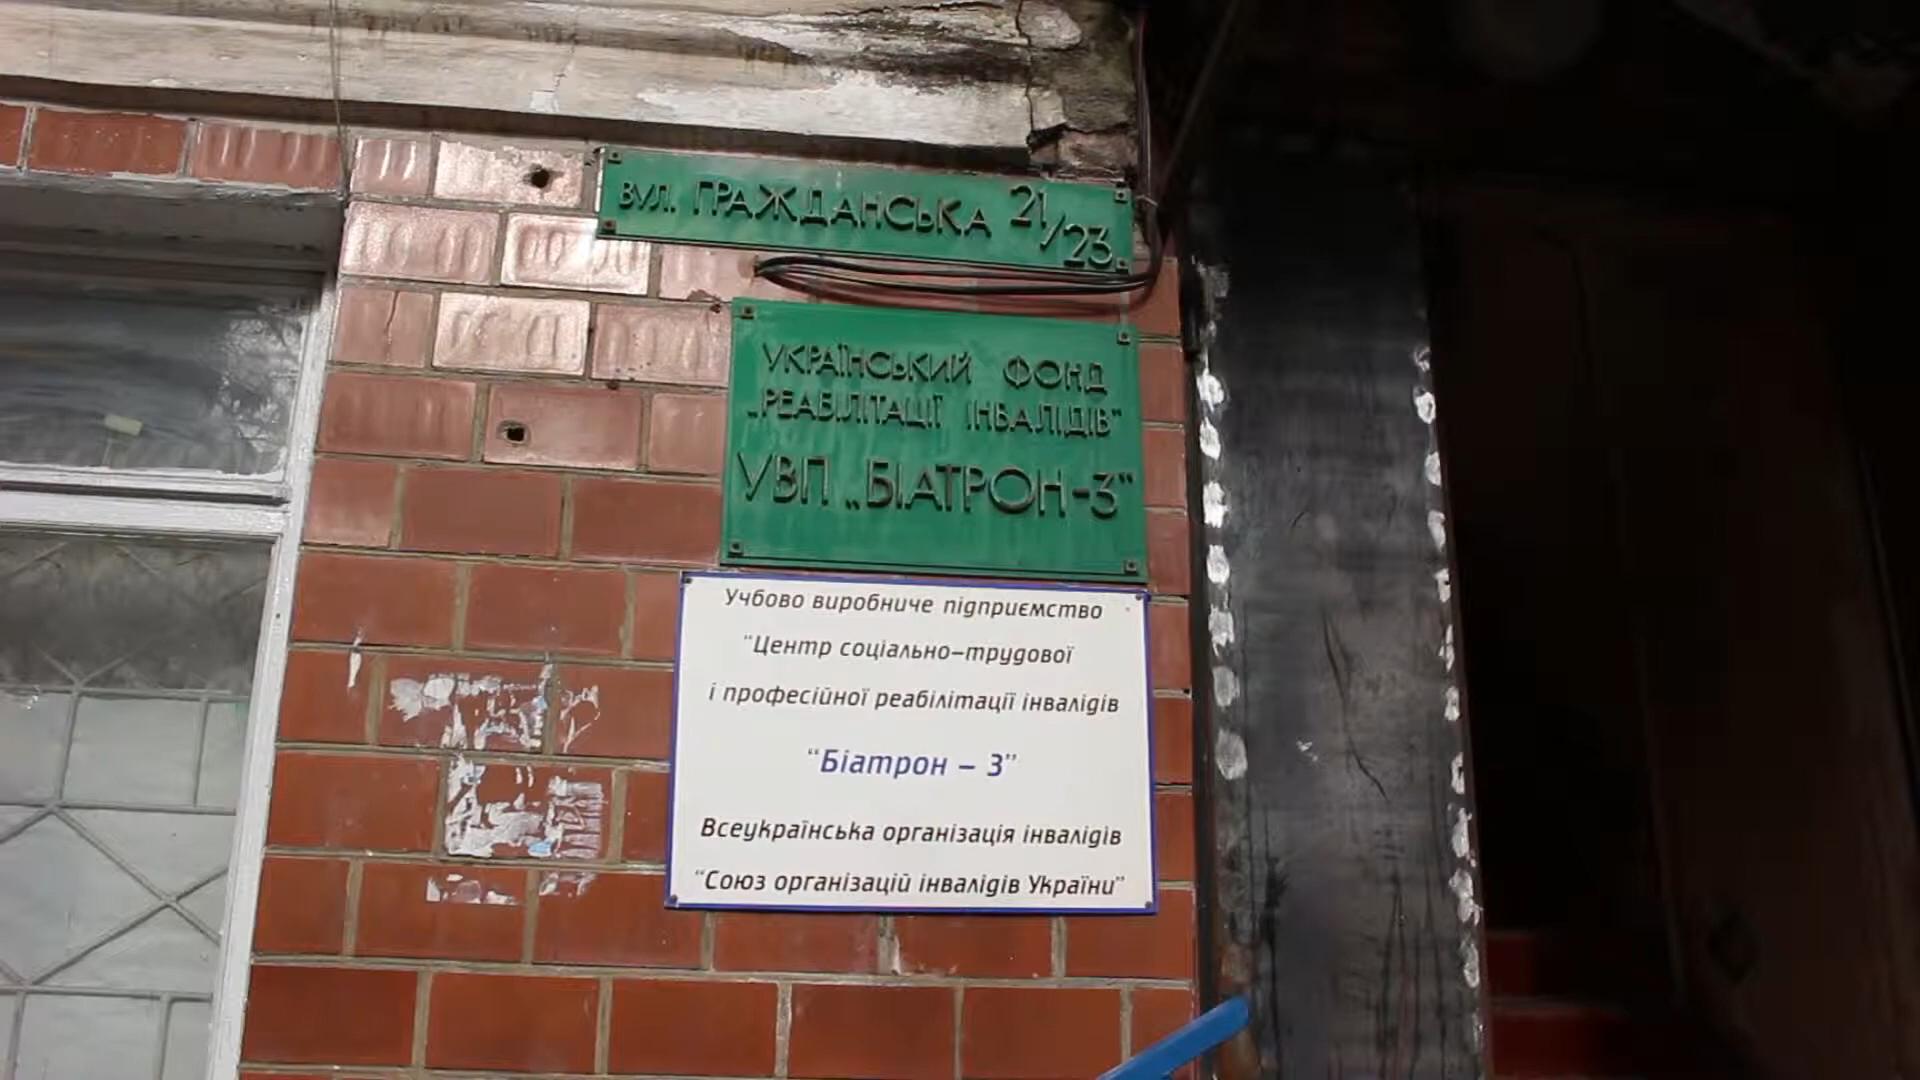 ВУЛ. ГРАЖДАНСЬКА 21/23
УКРАЇНСЬКИЙ ФОНД
„РЕАБІЛІТАЦІЇ ІНВАЛІДІВ"
УВП „БІАТРОН-3"
Учбово виробниче підприємство
"Центр соціально-трудової
і професійної реабілітації інвалідів
"Біатрон - 3"
Всеукраїнська організація інвалідів
"Союз організацій інвалідів України"